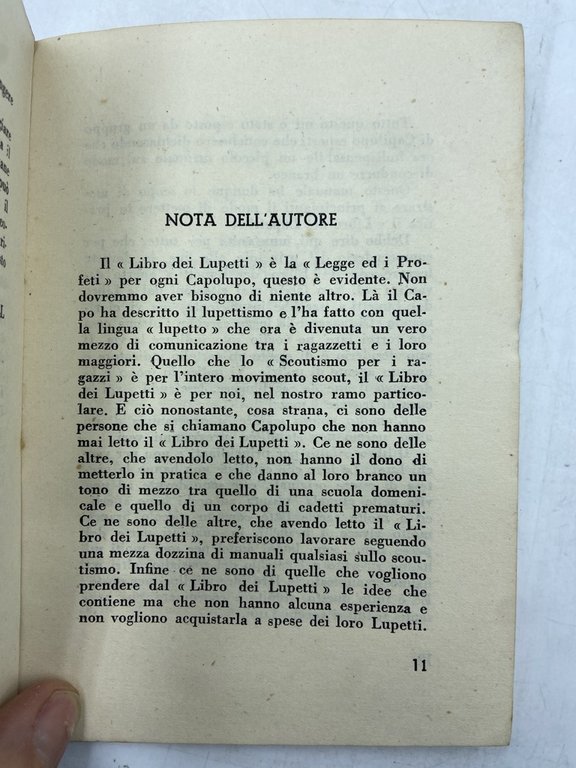 NOTA DELL'AUTORE
Il « Libro dei Lupetti » è la « Legge ed i Pro-
feti » per ogni Capolupo, questo è evidente. Non
dovremmo aver bisogno di niente altro. Là il Ca-
po ha descritto il lupettismo e l'ha fatto con quel-
la lingua « lupetto » che ora è divenuta un vero
mezzo di comunicazione tra i ragazzetti e i loro
maggiori. Quello che lo « Scoutismo per i ra-
gazzi » è per l'intero movimento scout, il « Libro
dei Lupetti » è per noi, nel nostro ramo partico-
lare. E ciò nonostante, cosa strana, ci sono delle
persone che si chiamano Capolupo che non hanno
mai letto il « Libro dei Lupetti ». Ce ne sono delle
altre, che avendolo letto, non hanno il dono di
metterlo in pratica e che danno al loro branco un
tono di mezzo tra quello di una scuola domeni-
cale e quello di un corpo di cadetti prematuri.
Ce ne sono delle altre, che avendo letto il « Li-
bro dei Lupetti », preferiscono lavorare seguendo
una mezza dozzina di manuali qualsiasi sullo scou-
tismo. Infine ce ne sono di quelle che vogliono
prendere dal « Libro dei Lupetti » le idee che
contiene ma che non hanno alcuna esperienza e
non vogliono acquistarla a spese dei loro Lupetti.
11